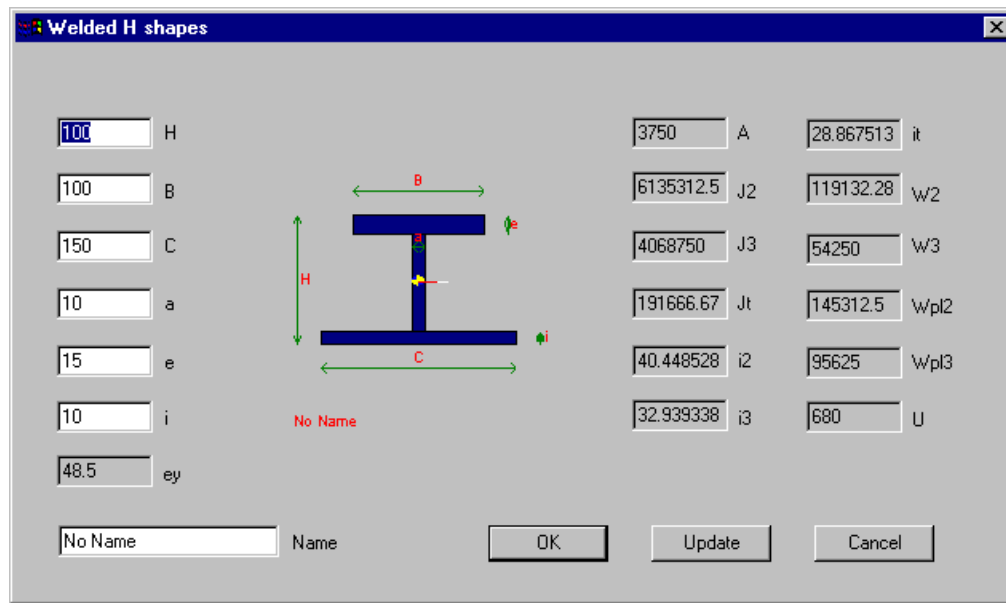 Welded H shapes
100 H 3750 A 28.867513 it
100 B B 6135312.5 J2 119132.28 W2
e
a
150 C 4068750 J3 54250 W3
H
10 a 191666.67 Jt 145312.5 Wpl2
i
15 e C 40.448528 i2 95625 Wpl3
10 i No Name 32.939338 i3 680 U
48.5 ey
No Name Name OK Update Cancel